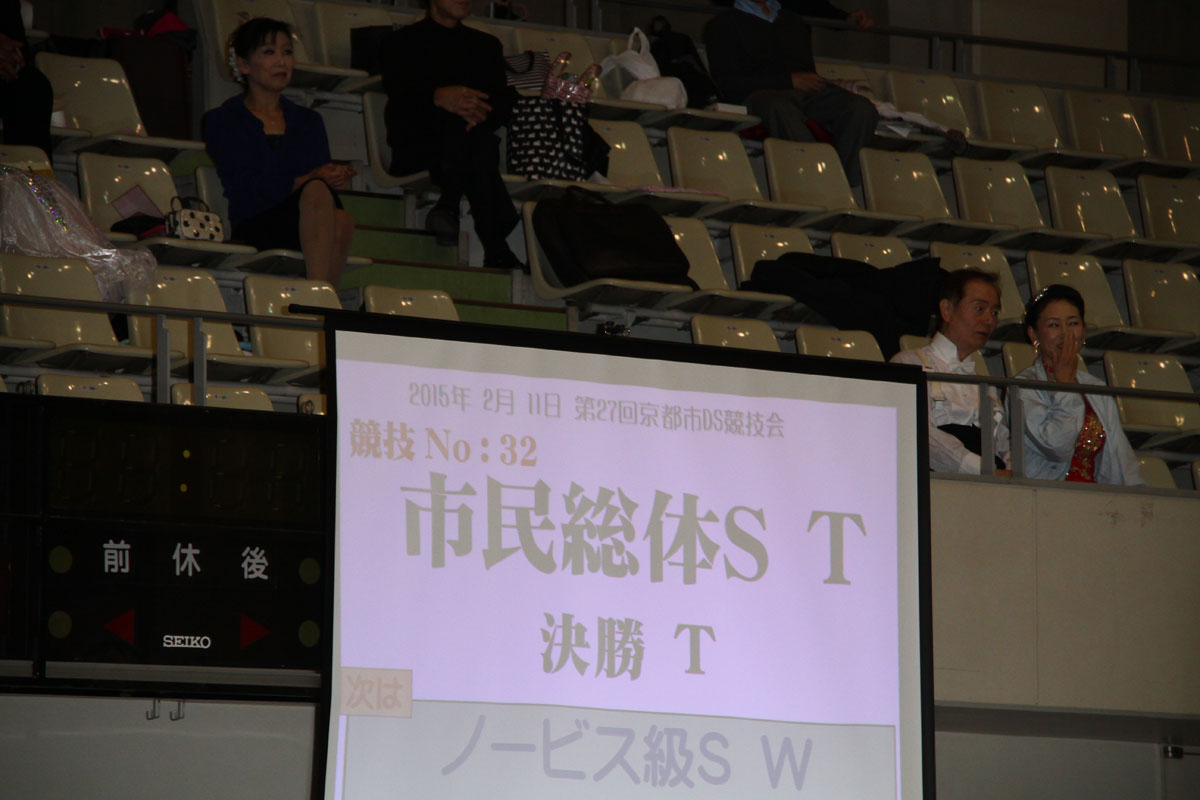 2015年 2月 11日 第27回京都市DS競技会
競技 No：32
市民総体S T
決勝 T
次は
ノービス級S W
前 休 後
SEIKO